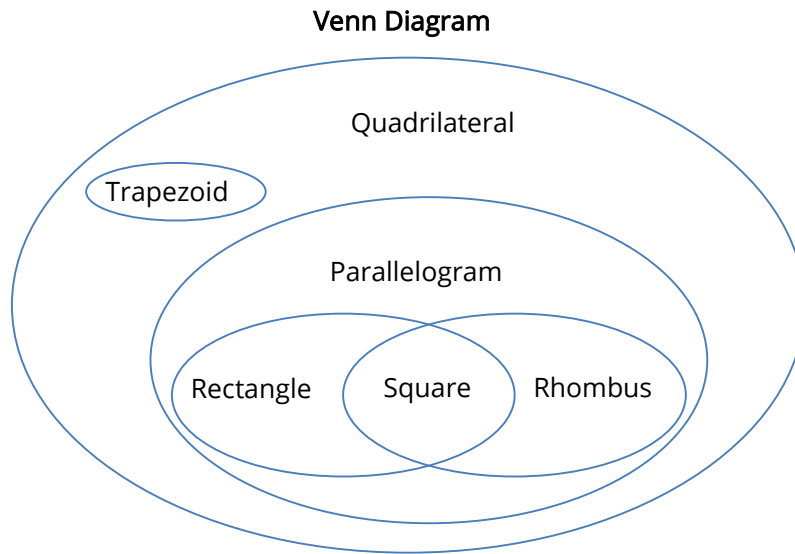 Venn Diagram
Quadrilateral
Trapezoid
Parallelogram
Rectangle Square Rhombus